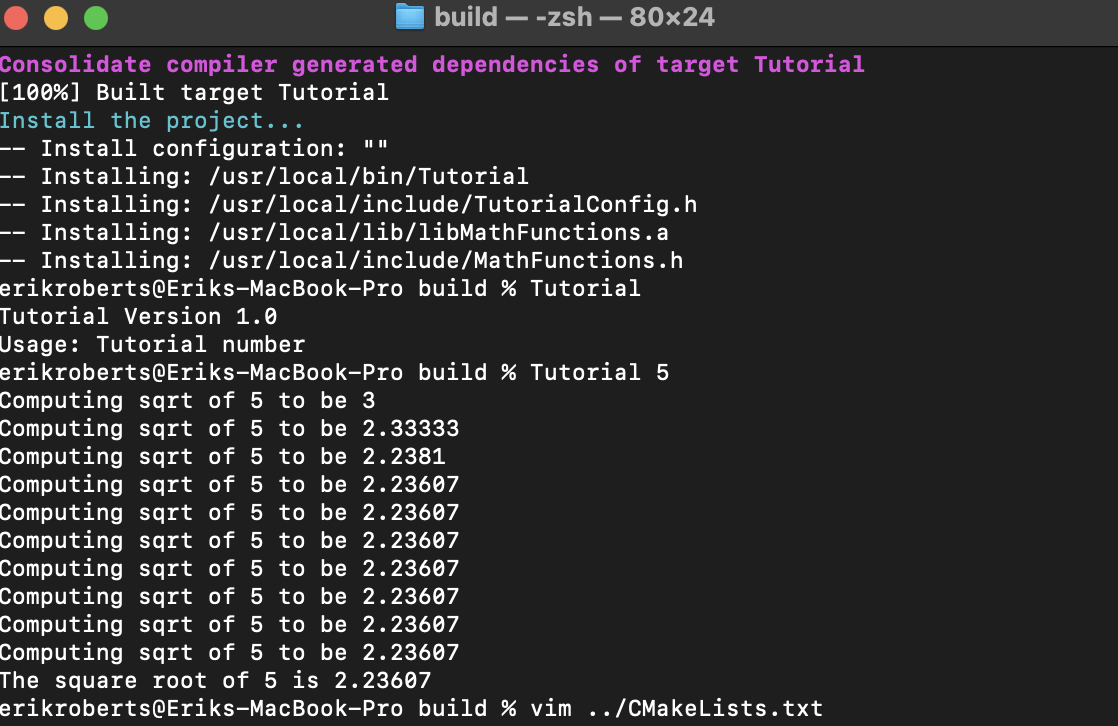 build — -zsh — 80×24
Consolidate compiler generated dependencies of target Tutorial
[100%] Built target Tutorial
Install the project...
-- Install configuration: ""
-- Installing: /usr/local/bin/Tutorial
-- Installing: /usr/local/include/TutorialConfig.h
-- Installing: /usr/local/lib/libMathFunctions.a
-- Installing: /usr/local/include/MathFunctions.h
erikroberts@Eriks-MacBook-Pro build % Tutorial
Tutorial Version 1.0
Usage: Tutorial number
erikroberts@Eriks-MacBook-Pro build % Tutorial 5
Computing sqrt of 5 to be 3
Computing sqrt of 5 to be 2.33333
Computing sqrt of 5 to be 2.2381
Computing sqrt of 5 to be 2.23607
Computing sqrt of 5 to be 2.23607
Computing sqrt of 5 to be 2.23607
Computing sqrt of 5 to be 2.23607
Computing sqrt of 5 to be 2.23607
Computing sqrt of 5 to be 2.23607
Computing sqrt of 5 to be 2.23607
The square root of 5 is 2.23607
erikroberts@Eriks-MacBook-Pro build % vim ../CMakeLists.txt